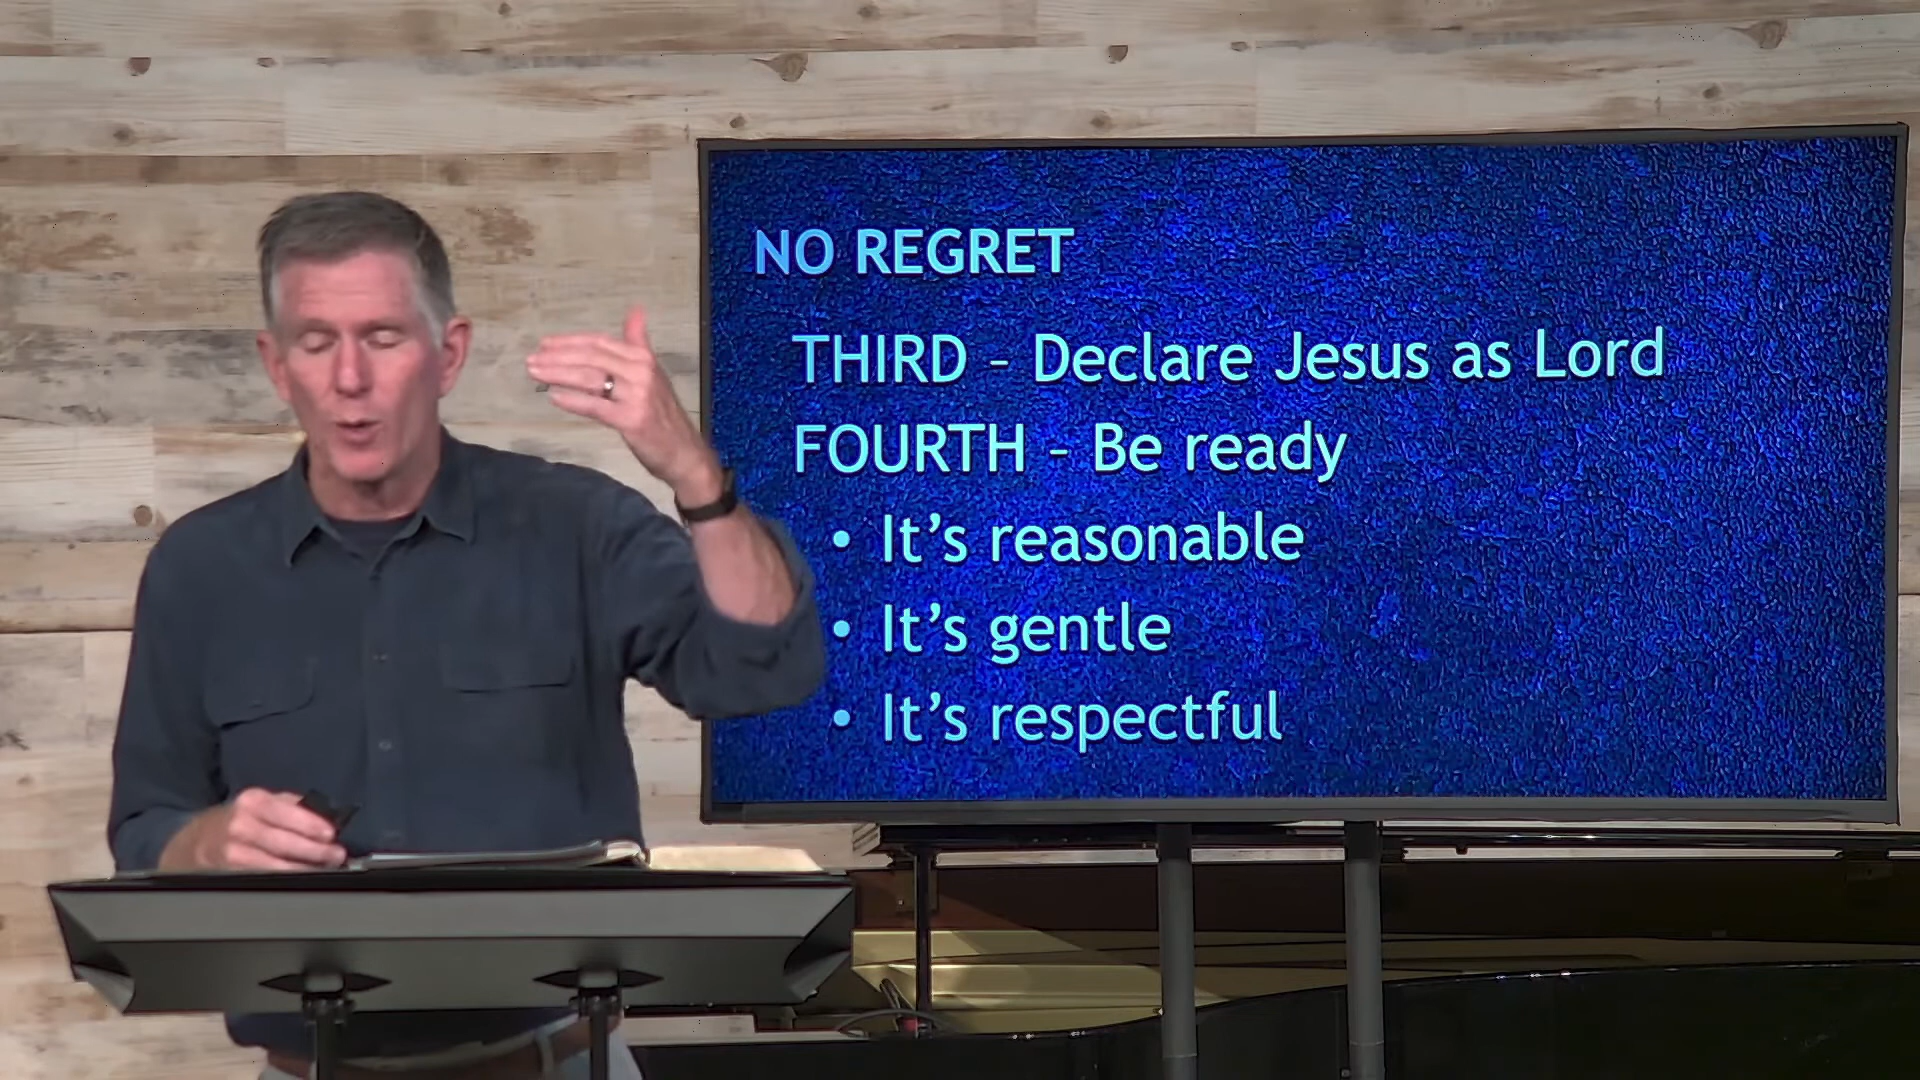 NO REGRET
THIRD – Declare Jesus as Lord
FOURTH – Be ready
• It’s reasonable
• It’s gentle
• It’s respectful